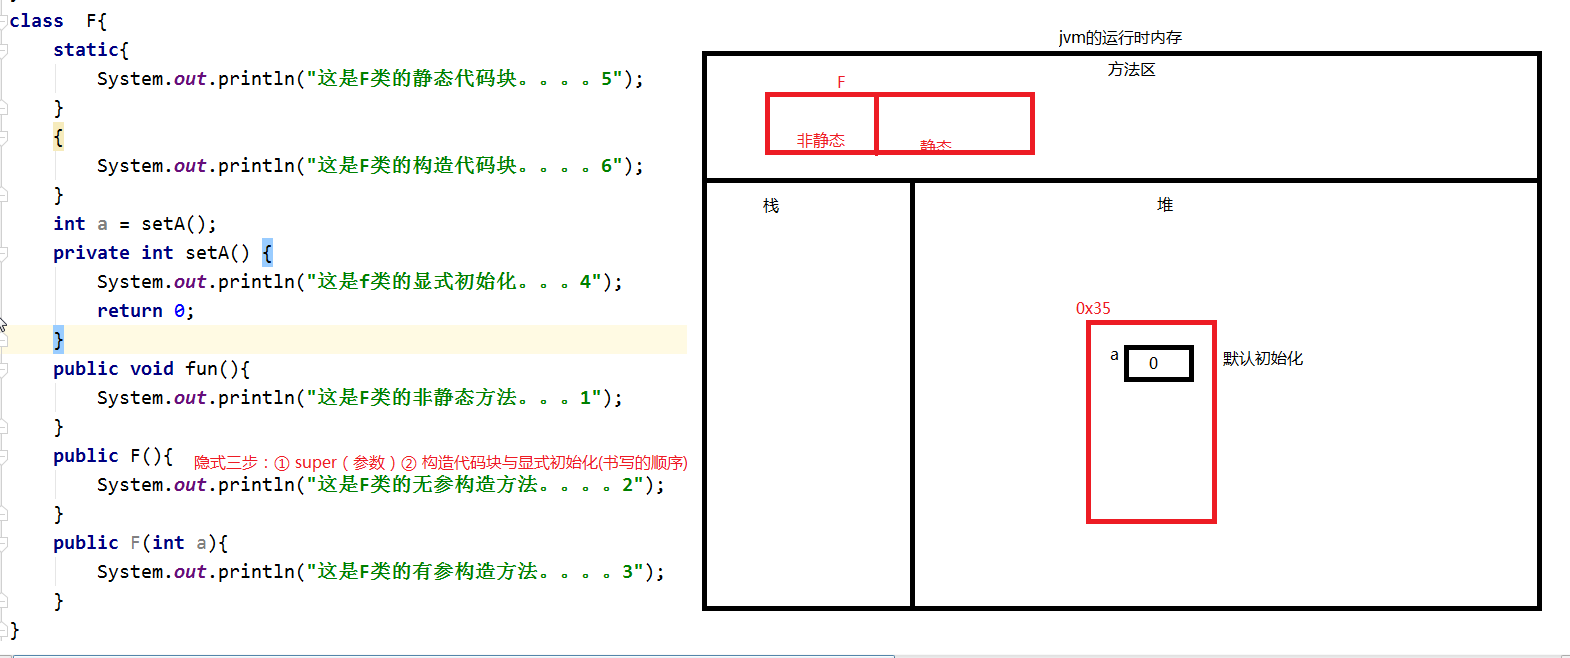 class  F{
    static{
        System.out.println("这是F类的静态代码块。。。。5");
    }
    {
        System.out.println("这是F类的构造代码块。。。。6");
    }
    int a = setA();
    private int setA() {
        System.out.println("这是f类的显式初始化。。。4");
        return 0;
    }
    public void fun(){
        System.out.println("这是F类的非静态方法。。。1");
    }
    public F(){ 隐式三步：① super（参数）② 构造代码块与显式初始化(书写的顺序)
        System.out.println("这是F类的无参构造方法。。。。2");
    }
    public F(int a){
        System.out.println("这是F类的有参构造方法。。。。3");
    }
}
jvm的运行时内存
方法区
F
非静态
静态
栈
堆
0x35
a
0
默认初始化